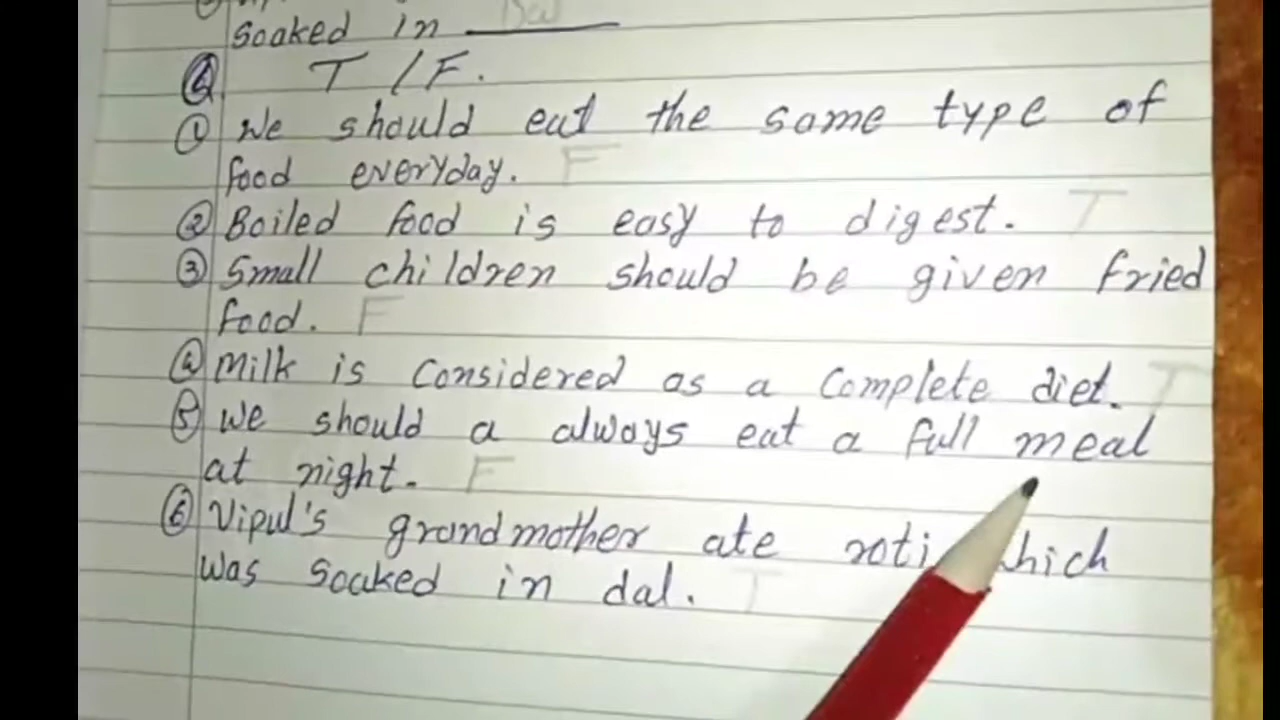 soaked in Dal
Q T / F.
① We should eat the same type of
food everyday. F
② Boiled food is easy to digest. T
③ Small children should be given fried
food. F
④ Milk is considered as a complete diet. T
⑤ We should a always eat a full meal
at night. F
⑥ Vipul's grandmother ate roti which
was soaked in dal. T